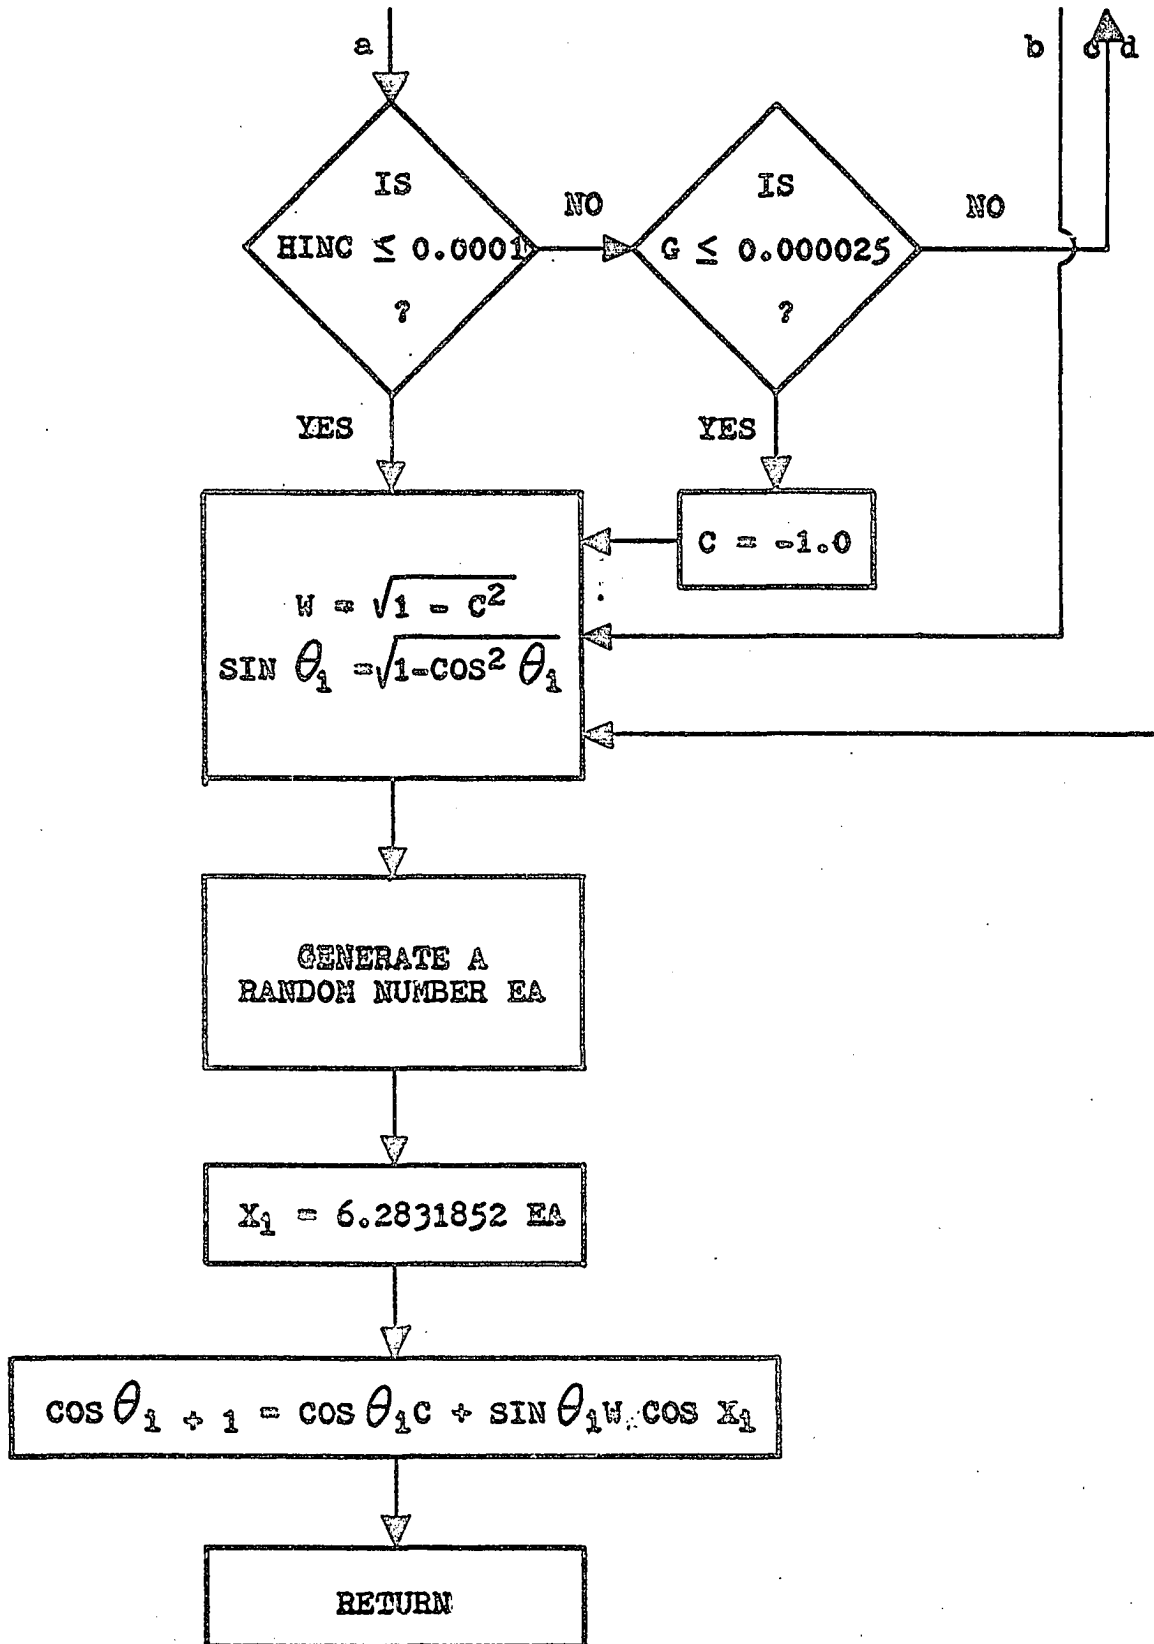 a
b c d
IS
HINC ≤ 0.0001
?
NO
IS
G ≤ 0.000025
?
NO
YES
YES
C = -1.0
W = √1 - C²
SIN θ₁ = √1-COS² θ₁
GENERATE A
RANDOM NUMBER EA
X₁ = 6.2831852 EA
COS θ₁ + 1 = COS θ₁C + SIN θ₁W COS X₁
RETURN